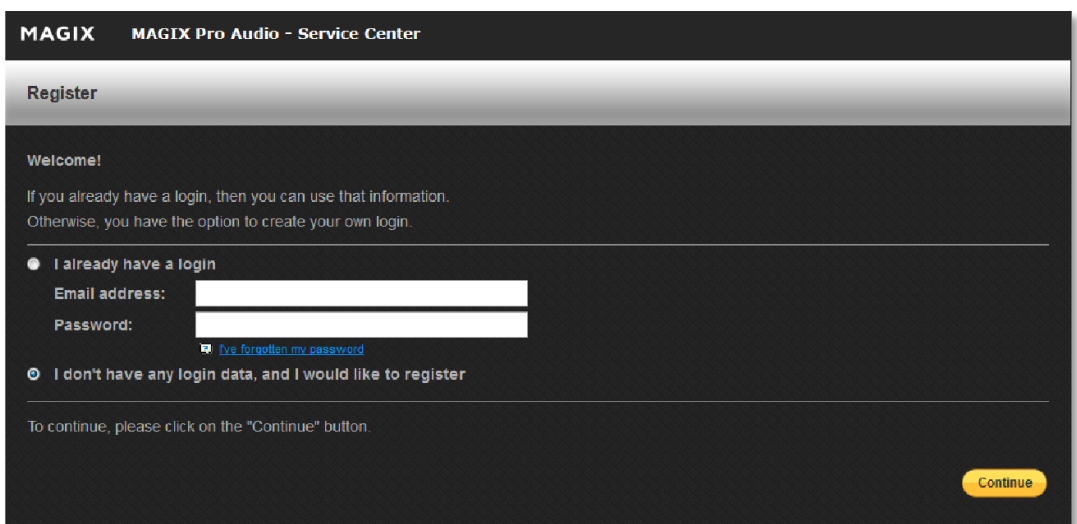 MAGIX MAGIX Pro Audio - Service Center
Register
Welcome!
If you already have a login, then you can use that information.
Otherwise, you have the option to create your own login.
I already have a login
Email address:
Password:
I've forgotten my password
I don't have any login data, and I would like to register
To continue, please click on the "Continue" button.
Continue